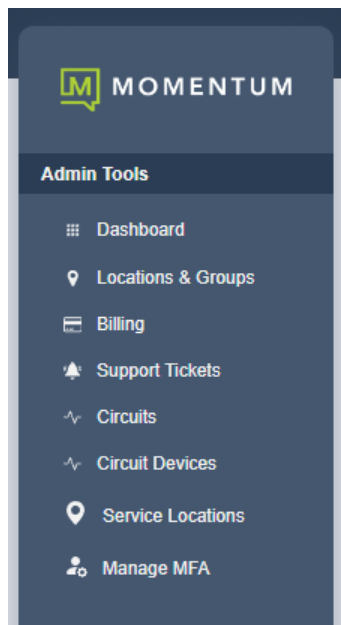 M MOMENTUM
Admin Tools
Dashboard
Locations & Groups
Billing
Support Tickets
Circuits
Circuit Devices
Service Locations
Manage MFA